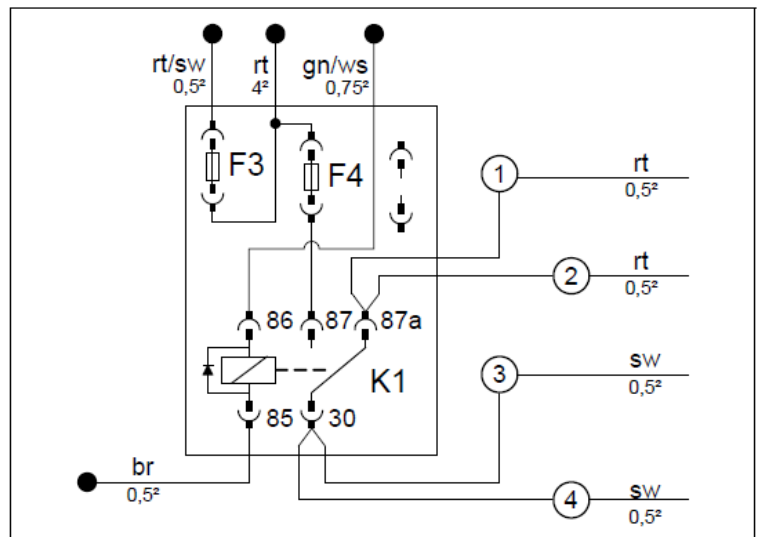 rt/sw
0,5²
rt
4²
gn/ws
0,75²
F3
F4
1
rt
0,5²
2
rt
0,5²
86
87
87a
K1
3
sw
0,5²
85
30
br
0,5²
4
sw
0,5²